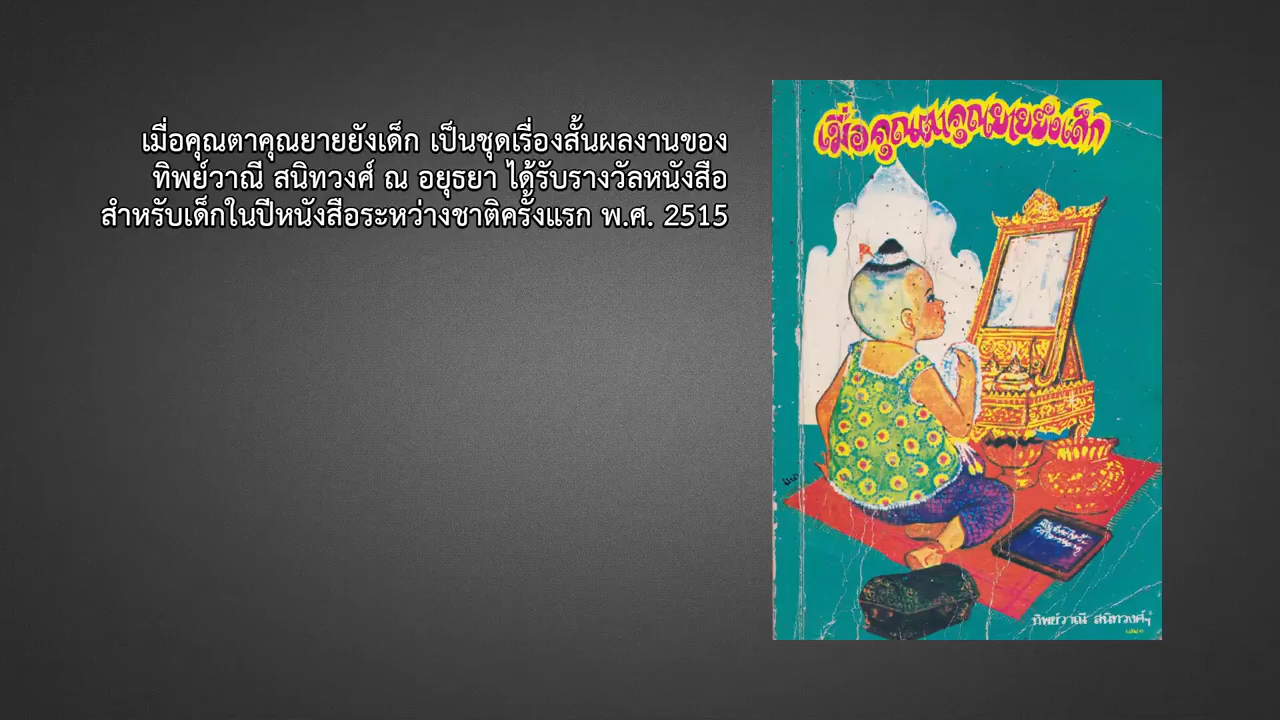 เมื่อคุณตาคุณยายยังเด็ก เป็นชุดเรื่องสั้นผลงานของ
ทิพย์วาณี สนิทวงศ์ ณ อยุธยา ได้รับรางวัลหนังสือ
สำหรับเด็กในปีหนังสือระหว่างชาติครั้งแรก พ.ศ. 2515
เมื่อคุณตาคุณยายยังเด็ก
ทิพย์วาณี สนิทวงศ์ฯ